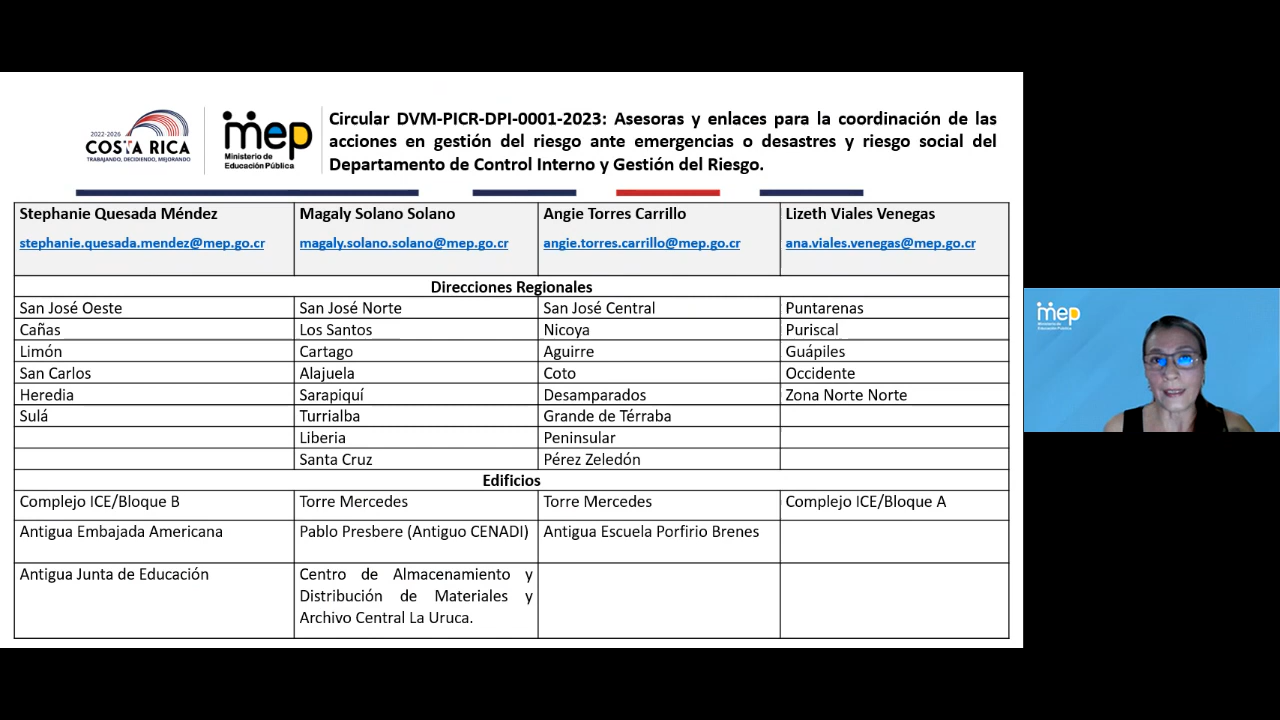 2022-2026
COSTA RICA
TRABAJANDO, DECIDIENDO, MEJORANDO
mep
Ministerio de
Educación Pública
Circular DVM-PICR-DPI-0001-2023: Asesoras y enlaces para la coordinación de las
acciones en gestión del riesgo ante emergencias o desastres y riesgo social del
Departamento de Control Interno y Gestión del Riesgo.
Stephanie Quesada Méndez Magaly Solano Solano Angie Torres Carrillo Lizeth Viales Venegas
stephanie.quesada.mendez@mep.go.cr magaly.solano.solano@mep.go.cr angie.torres.carrillo@mep.go.cr ana.viales.venegas@mep.go.cr
Direcciones Regionales
San José Oeste San José Norte San José Central Puntarenas
Cañas Los Santos Nicoya Puriscal
Limón Cartago Aguirre Guápiles
San Carlos Alajuela Coto Occidente
Heredia Sarapiquí Desamparados Zona Norte Norte
Sulá Turrialba Grande de Térraba
Liberia Peninsular
Santa Cruz Pérez Zeledón
Edificios
Complejo ICE/Bloque B Torre Mercedes Torre Mercedes Complejo ICE/Bloque A
Antigua Embajada Americana Pablo Presbere (Antiguo CENADI) Antigua Escuela Porfirio Brenes
Antigua Junta de Educación Centro de Almacenamiento y
Distribución de Materiales y
Archivo Central La Uruca.
mep
Ministerio de
Educación Pública